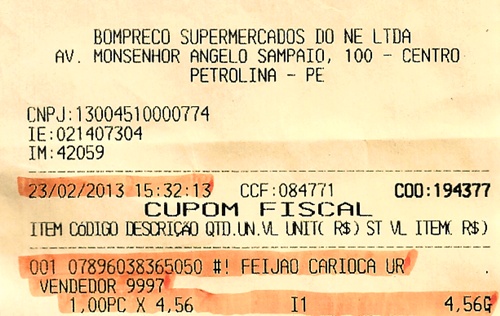 BOMPRECO SUPERMERCADOS DO NE LTDA
AV. MONSENHOR ANGELO SAMPAIO, 100 - CENTRO
PETROLINA - PE
CNPJ:13004510000774
IE:021407304
IM:42059
23/02/2013 15:32:13 CCF:084771 COO:194377
CUPOM FISCAL
ITEM CÓDIGO DESCRIÇÃO QTD.UN.VL UNIT( R$) ST VL ITEM( R$)
001 07896038365050 #! FEIJAO CARIOCA UR
VENDEDOR 9997
1,00PC X 4,56 I1 4,56G